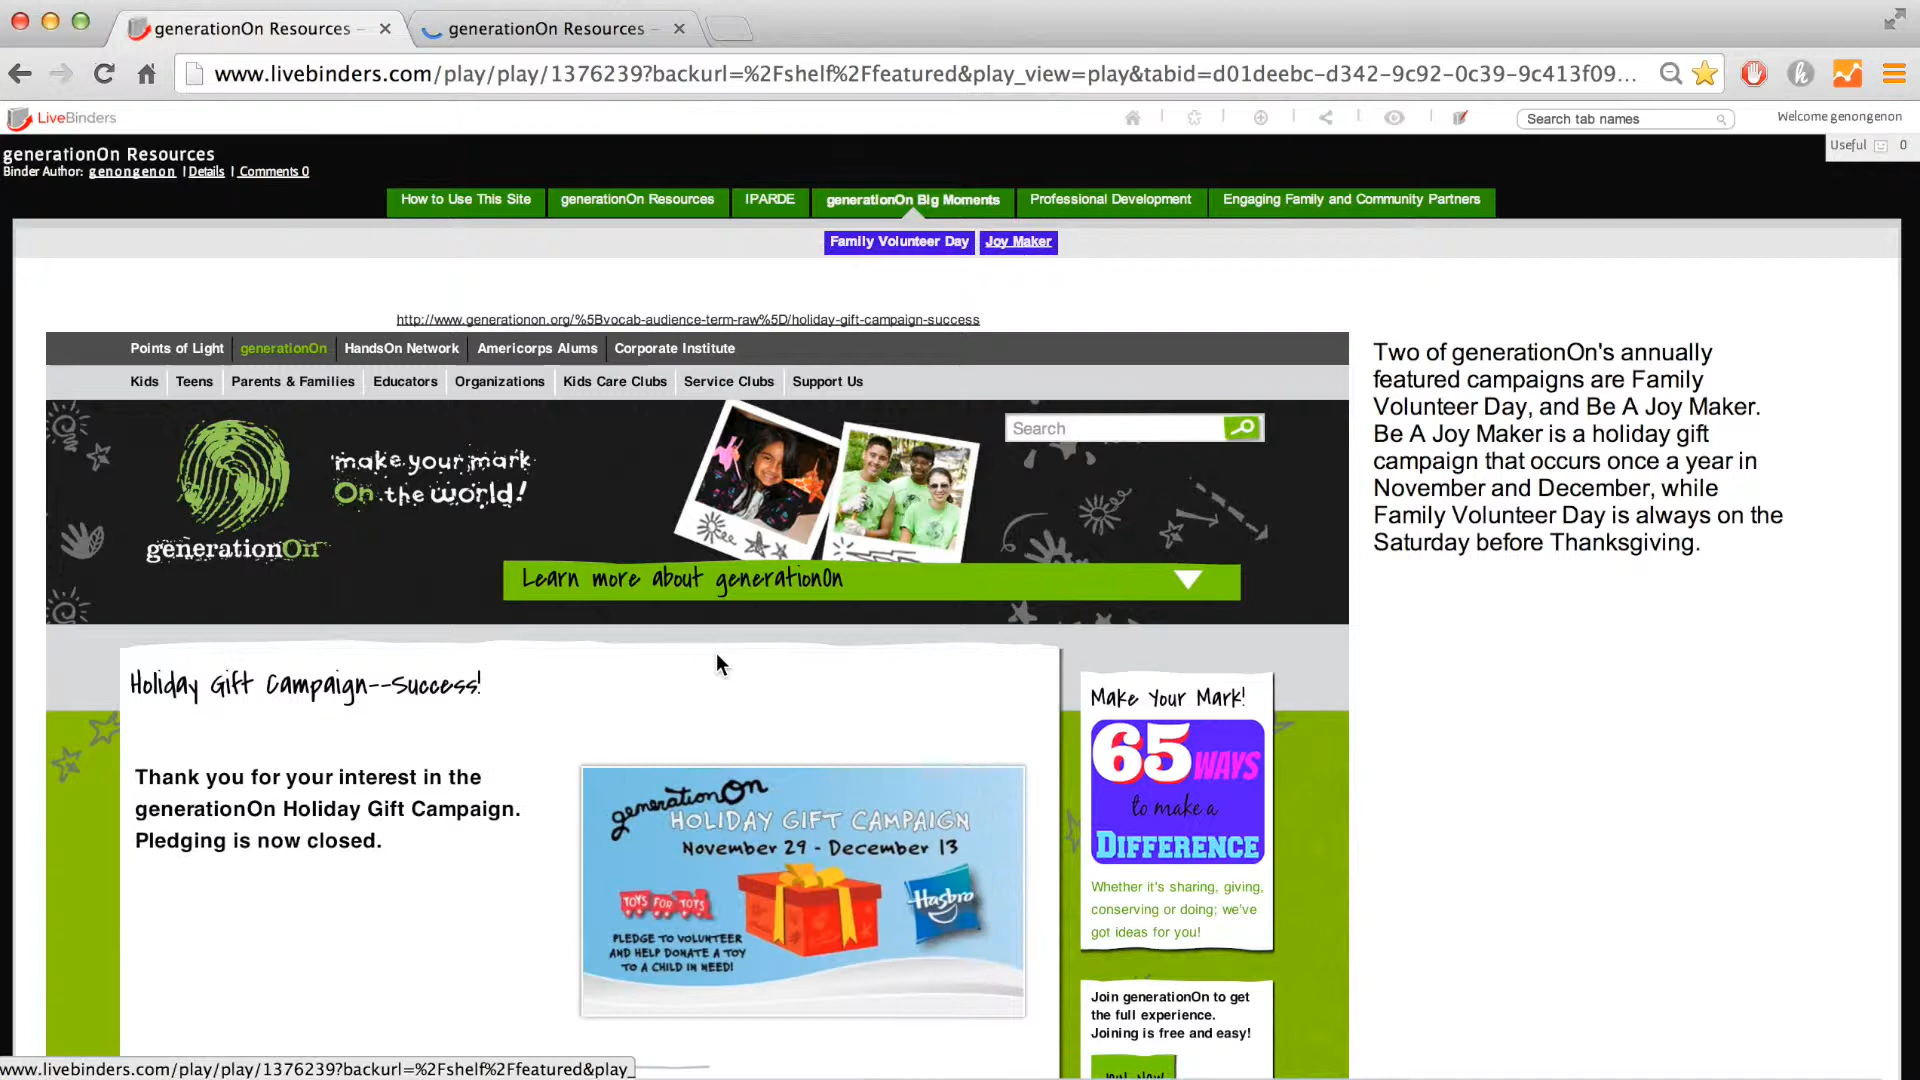 generationOn Resources –
generationOn Resources –
www.livebinders.com/play/play/1376239?backurl=%2Fshelf%2Ffeatured&play_view=play&tabid=d01deebc-d342-9c92-0c39-9c413f09...
LiveBinders
Search tab names
Welcome genongenon
generationOn Resources
Useful 0
Binder Author: genongenon | Details | Comments 0
How to Use This Site
generationOn Resources
IPARDE
generationOn Big Moments
Professional Development
Engaging Family and Community Partners
Family Volunteer Day
Joy Maker
http://www.generationon.org/%5Bvocab-audience-term-raw%5D/holiday-gift-campaign-success
Points of Light
generationOn
HandsOn Network
Americorps Alums
Corporate Institute
Kids
Teens
Parents & Families
Educators
Organizations
Kids Care Clubs
Service Clubs
Support Us
Search
make your mark
On the world!
generationOn
Learn more about generationOn
Two of generationOn's annually
featured campaigns are Family
Volunteer Day, and Be A Joy Maker.
Be A Joy Maker is a holiday gift
campaign that occurs once a year in
November and December, while
Family Volunteer Day is always on the
Saturday before Thanksgiving.
Holiday Gift Campaign--Success!
Thank you for your interest in the
generationOn Holiday Gift Campaign.
Pledging is now closed.
generationOn
HOLIDAY GIFT CAMPAIGN
November 29 - December 13
TOYS FOR TOTS
Hasbro
PLEDGE TO VOLUNTEER
AND HELP DONATE A TOY
TO A CHILD IN NEED!
Make Your Mark!
65 WAYS
to make a
DIFFERENCE
Whether it's sharing, giving,
conserving or doing; we've
got ideas for you!
Join generationOn to get
the full experience.
Joining is free and easy!
Join Now
www.livebinders.com/play/play/1376239?backurl=%2Fshelf%2Ffeatured&play_